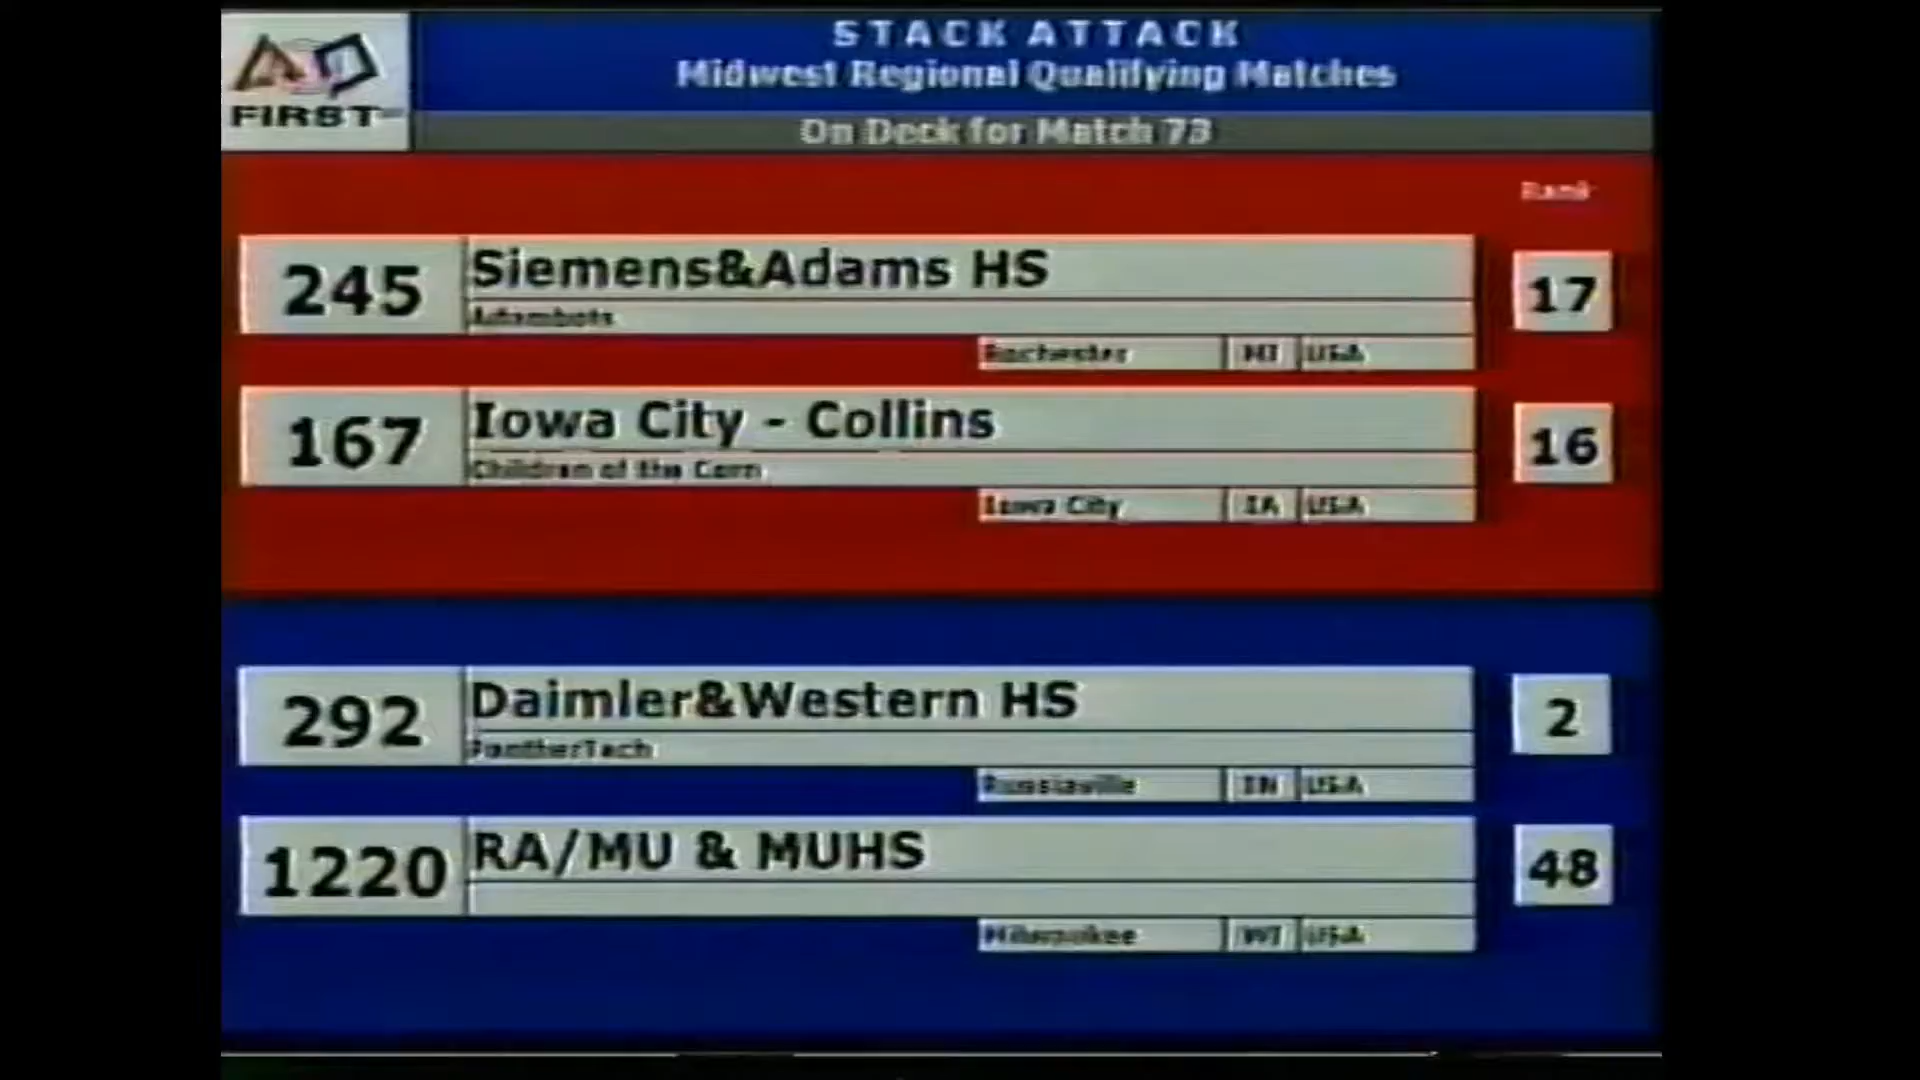 STACK ATTACK
Midwest Regional Qualifying Matches
FIRST
On Deck for Match 73
Rank
245
Siemens&Adams HS
17
Adambots
Rochester MI USA
167
Iowa City - Collins
16
Children of the Corn
Iowa City IA USA
292
Daimler&Western HS
2
PantherTech
Russiaville IN USA
1220
RA/MU & MUHS
48
Milwaukee WI USA